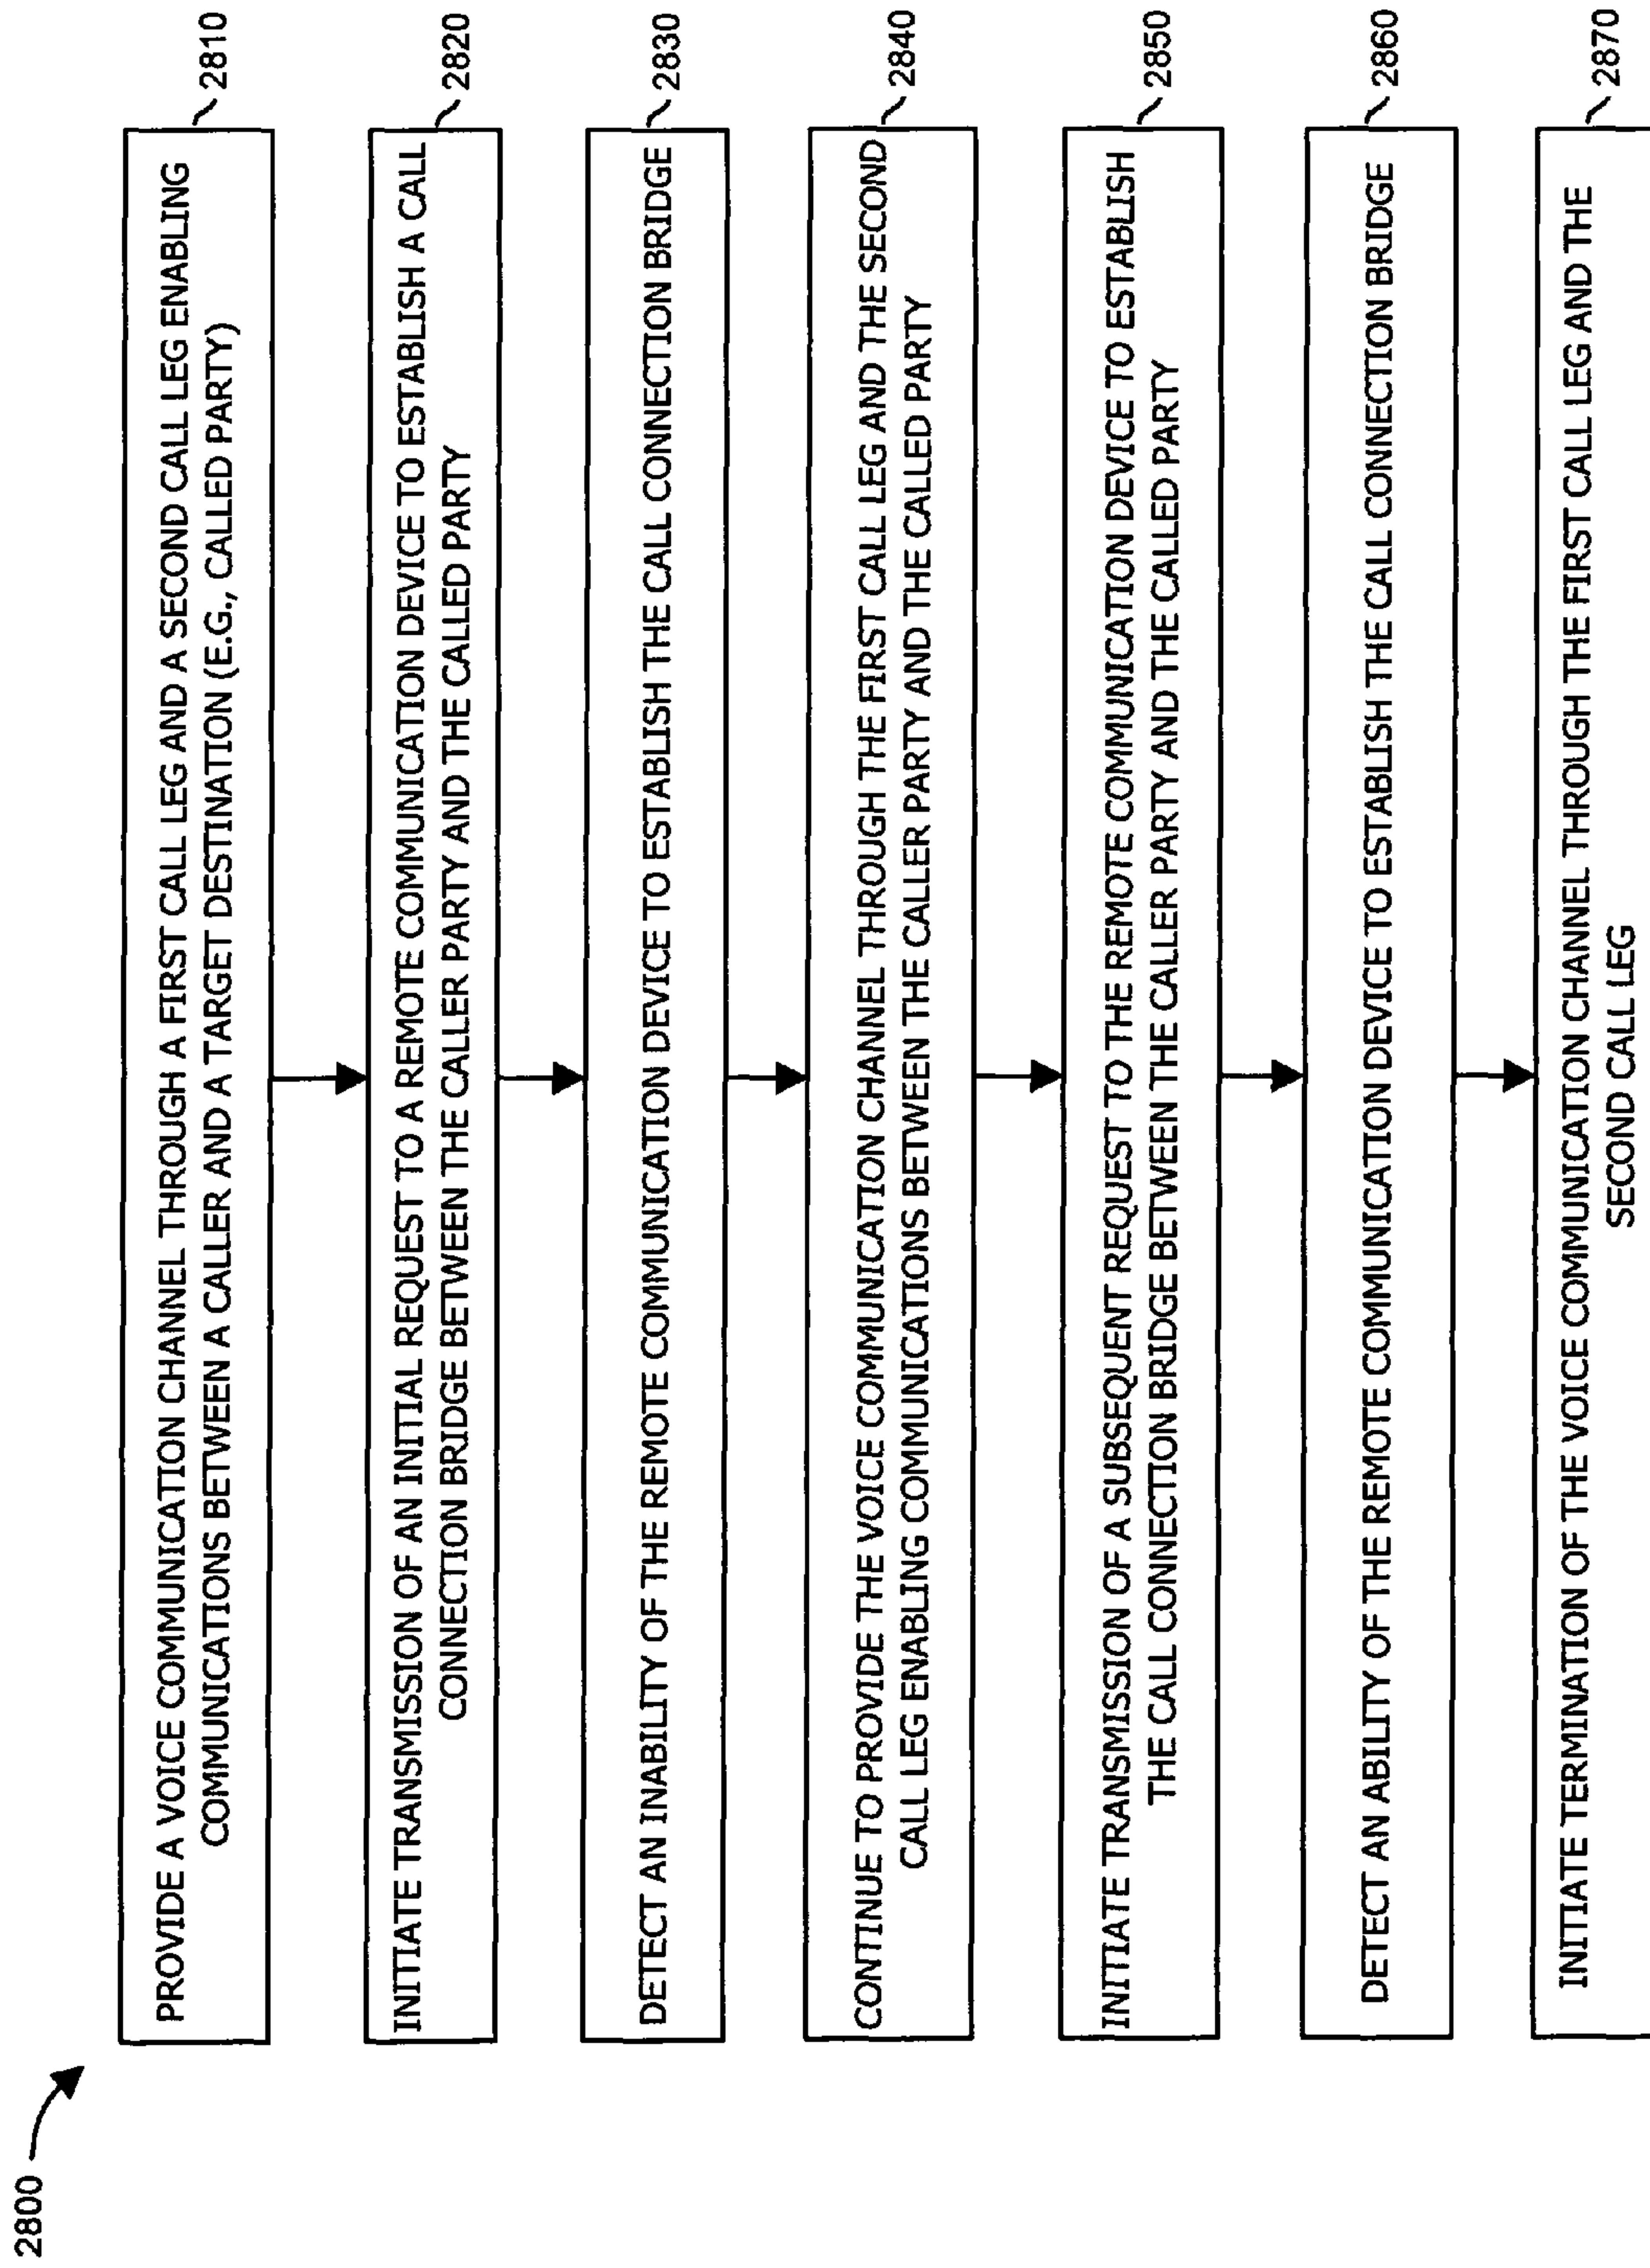 2800
PROVIDE A VOICE COMMUNICATION CHANNEL THROUGH A FIRST CALL LEG AND A SECOND CALL LEG ENABLING
COMMUNICATIONS BETWEEN A CALLER AND A TARGET DESTINATION (E.G., CALLED PARTY)
2810
INITIATE TRANSMISSION OF AN INITIAL REQUEST TO A REMOTE COMMUNICATION DEVICE TO ESTABLISH A CALL
CONNECTION BRIDGE BETWEEN THE CALLER PARTY AND THE CALLED PARTY
2820
DETECT AN INABILITY OF THE REMOTE COMMUNICATION DEVICE TO ESTABLISH THE CALL CONNECTION BRIDGE
2830
CONTINUE TO PROVIDE THE VOICE COMMUNICATION CHANNEL THROUGH THE FIRST CALL LEG AND THE SECOND
CALL LEG ENABLING COMMUNICATIONS BETWEEN THE CALLER PARTY AND THE CALLED PARTY
2840
INITIATE TRANSMISSION OF A SUBSEQUENT REQUEST TO THE REMOTE COMMUNICATION DEVICE TO ESTABLISH
THE CALL CONNECTION BRIDGE BETWEEN THE CALLER PARTY AND THE CALLED PARTY
2850
DETECT AN ABILITY OF THE REMOTE COMMUNICATION DEVICE TO ESTABLISH THE CALL CONNECTION BRIDGE
2860
INITIATE TERMINATION OF THE VOICE COMMUNICATION CHANNEL THROUGH THE FIRST CALL LEG AND THE
SECOND CALL LEG
2870